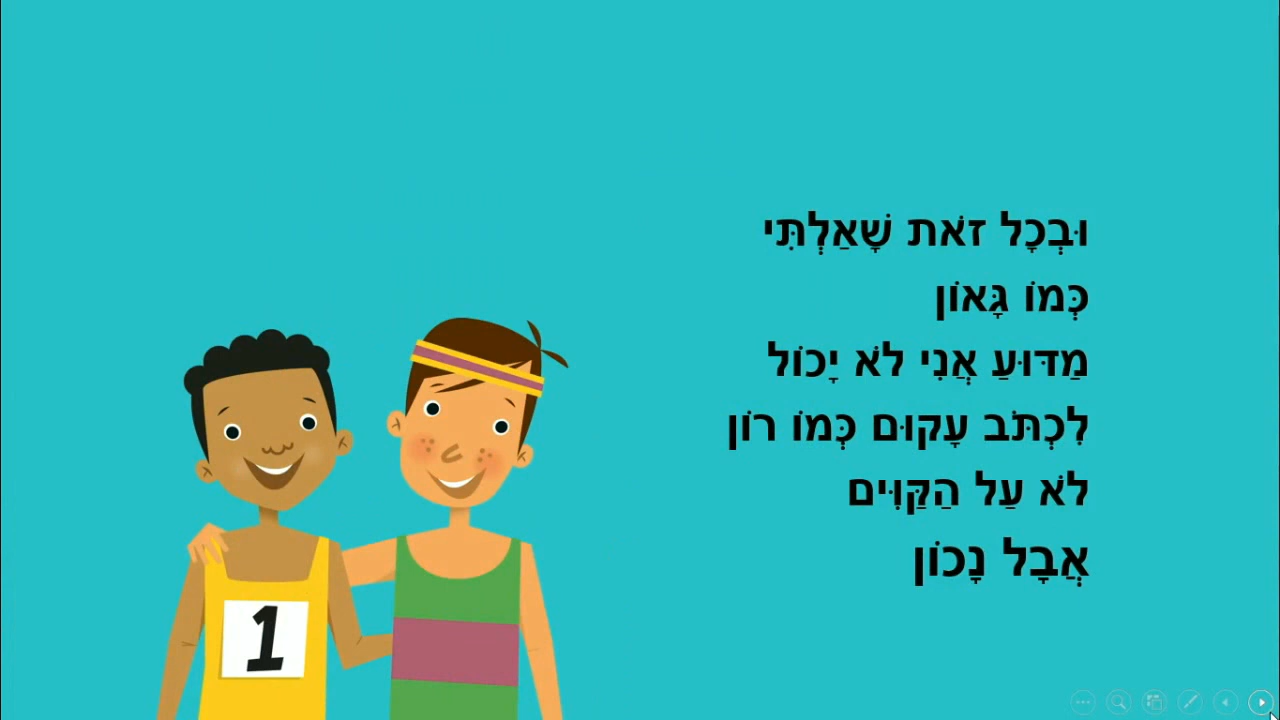 וּבְכָל זֹאת שָׁאַלְתִּי
כְּמוֹ גָּאוֹן
מַדּוּעַ אֲנִי לֹא יָכוֹל
לִכְתֹּב עָקוּם כְּמוֹ רוֹן
לֹא עַל הַקַּוִּים
אֲבָל נָכוֹן
1